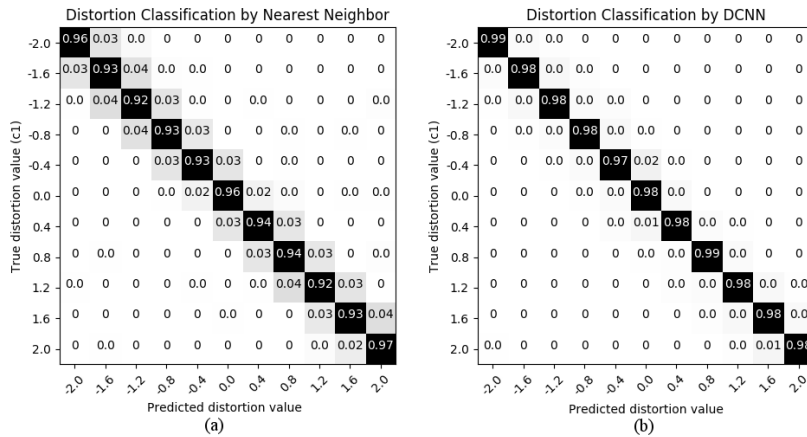 Distortion Classification by Nearest Neighbor
True distortion value (c1)
-2.0 0.96 0.03 0.0 0 0 0 0 0 0 0 0
-1.6 0.03 0.93 0.04 0.0 0.0 0 0 0 0 0 0
-1.2 0.0 0.04 0.92 0.03 0.0 0 0.0 0 0 0 0
-0.8 0 0 0.04 0.93 0.03 0.0 0 0.0 0.0 0 0
-0.4 0 0 0.0 0.03 0.93 0.03 0.0 0 0 0 0
0.0 0 0 0 0.0 0.02 0.96 0.02 0.0 0 0.0 0.0
0.4 0 0 0 0 0.0 0.03 0.94 0.03 0.0 0 0
0.8 0 0 0 0 0 0.0 0.03 0.94 0.03 0.0 0
1.2 0.0 0 0 0 0 0.0 0.0 0.04 0.92 0.03 0
1.6 0 0 0 0 0 0.0 0 0.0 0.03 0.93 0.04
2.0 0 0 0 0 0 0 0 0.0 0.0 0.02 0.97
-2.0 -1.6 -1.2 -0.8 -0.4 0.0 0.4 0.8 1.2 1.6 2.0
Predicted distortion value
(a)
Distortion Classification by DCNN
True distortion value (c1)
-2.0 0.99 0.0 0 0 0 0 0 0 0 0 0
-1.6 0.0 0.98 0.0 0 0 0 0 0 0 0 0
-1.2 0 0.0 0.98 0.0 0 0 0 0 0 0 0
-0.8 0 0 0.0 0.98 0.0 0.0 0 0 0 0 0
-0.4 0 0 0 0.0 0.97 0.02 0 0 0 0 0
0.0 0 0 0 0 0.0 0.98 0.0 0 0 0 0
0.4 0 0 0 0 0 0.01 0.98 0.0 0.0 0 0
0.8 0 0 0 0 0 0 0.0 0.99 0.0 0 0
1.2 0 0 0 0 0 0 0 0.0 0.98 0.0 0.0
1.6 0 0 0 0 0 0 0 0 0.0 0.98 0.0
2.0 0 0 0 0 0 0 0 0 0.0 0.01 0.98
-2.0 -1.6 -1.2 -0.8 -0.4 0.0 0.4 0.8 1.2 1.6 2.0
Predicted distortion value
(b)